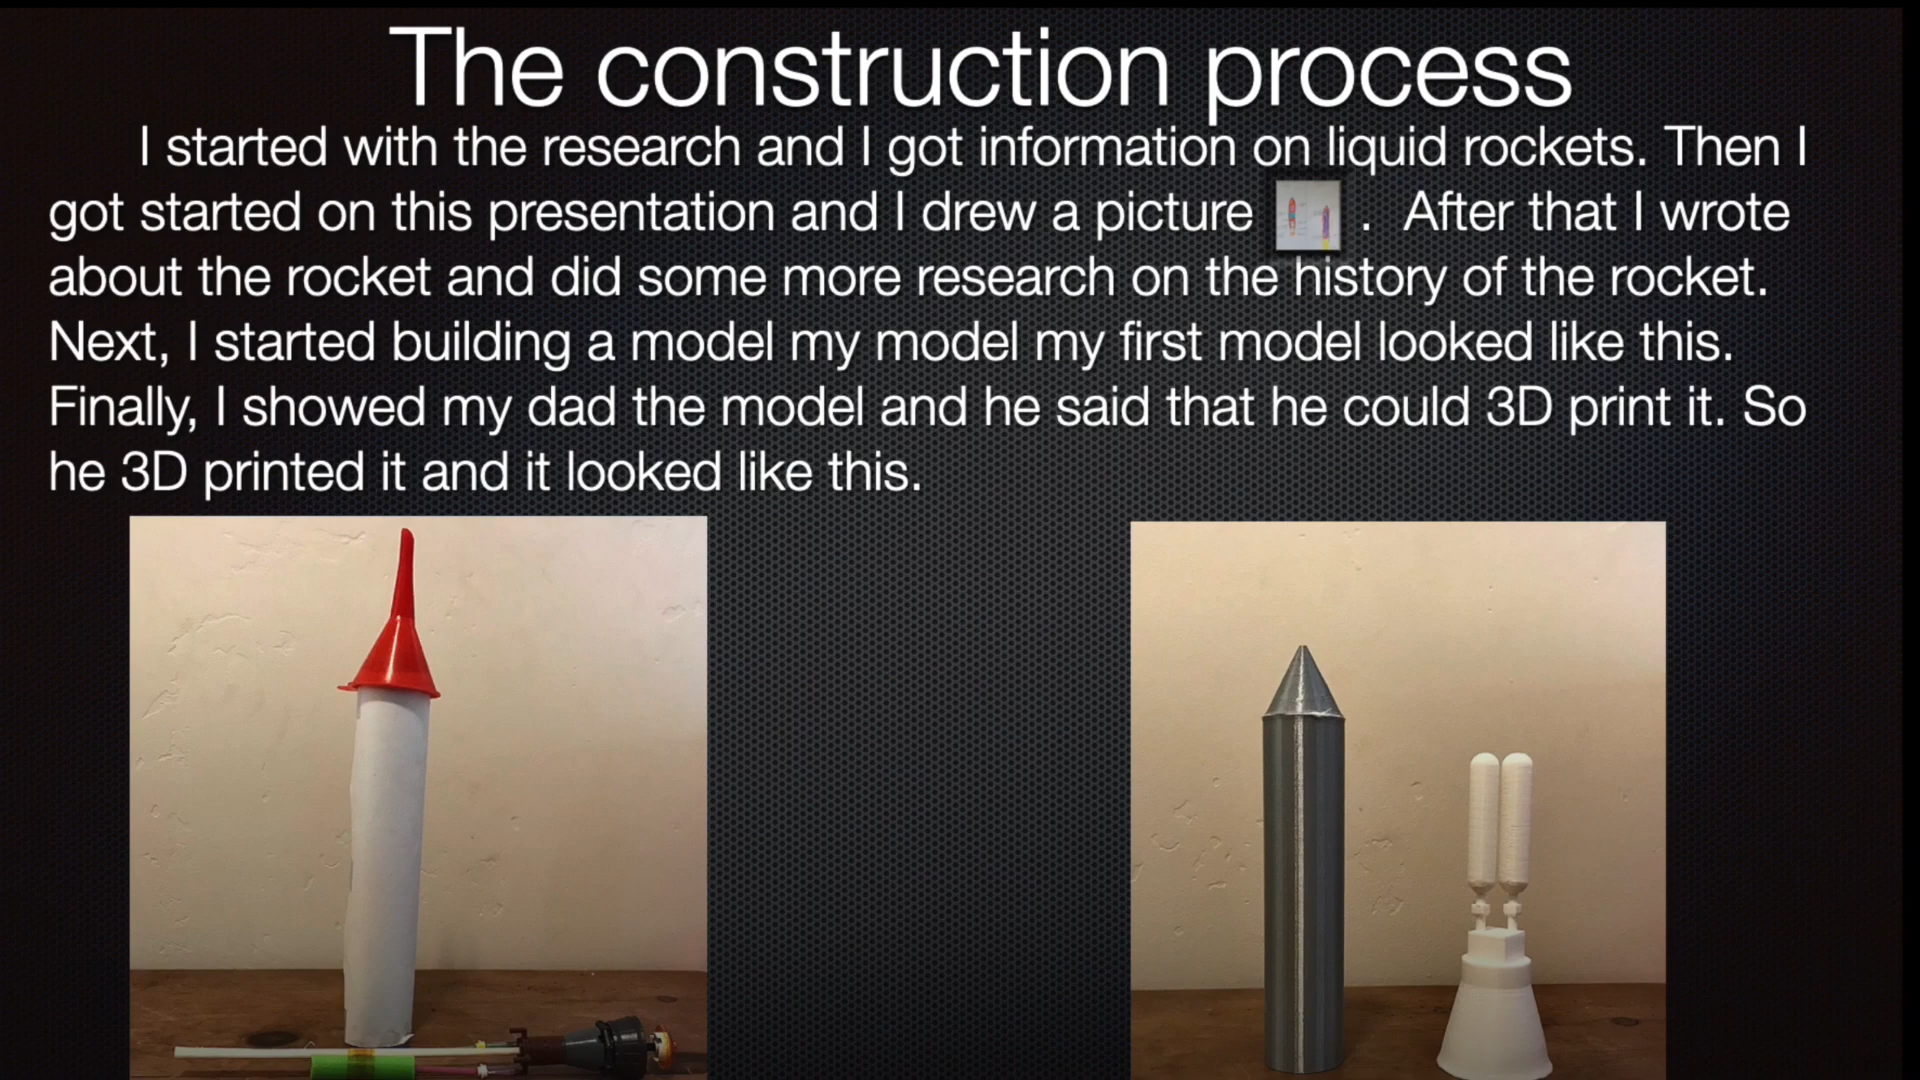 The construction process
I started with the research and I got information on liquid rockets. Then I
got started on this presentation and I drew a picture . After that I wrote
about the rocket and did some more research on the history of the rocket.
Next, I started building a model my model my first model looked like this.
Finally, I showed my dad the model and he said that he could 3D print it. So
he 3D printed it and it looked like this.